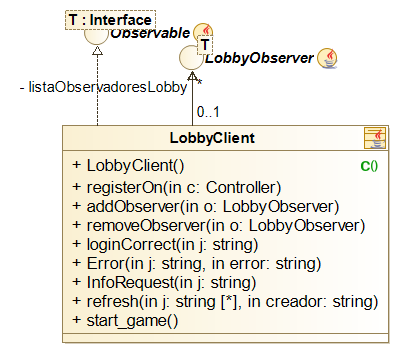 T : Interface
Observable
T
LobbyObserver
- listaObservadoresLobby
*
0..1
LobbyClient
+ LobbyClient()
C()
+ registerOn(in c: Controller)
+ addObserver(in o: LobbyObserver)
+ removeObserver(in o: LobbyObserver)
+ loginCorrect(in j: string)
+ Error(in j: string, in error: string)
+ InfoRequest(in j: string)
+ refresh(in j: string [*], in creador: string)
+ start_game()